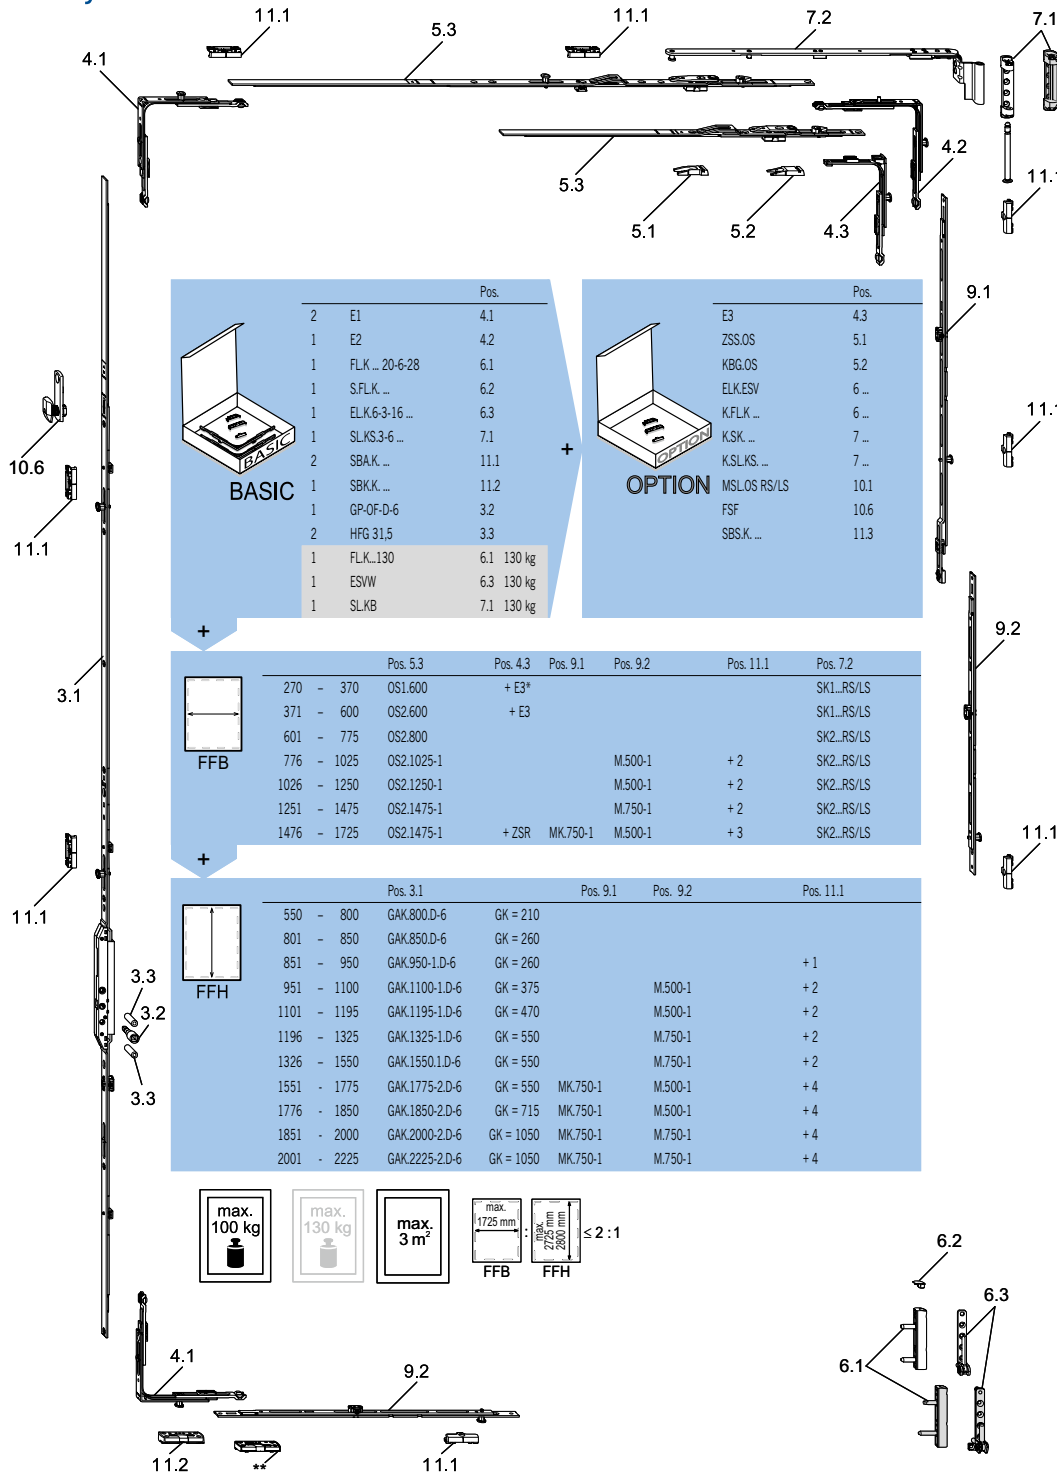 11.1
5.3
11.1
7.2
7.1
4.1
4.2
11.1
5.3
5.1
5.2
4.3
9.1
11.1
10.6
11.1
3.1
9.2
11.1
11.1
3.3
3.2
3.3
Pos.
2 E1 4.1
1 E2 4.2
1 FL.K ... 20-6-28 6.1
1 S.FL.K. ... 6.2
1 EL.K.6-3-16 ... 6.3
1 SL.KS.3-6 ... 7.1
2 SBA.K. ... 11.1
1 SBK.K. ... 11.2
1 GP-OF-D-6 3.2
2 HFG 31,5 3.3
1 FL.K...130 6.1 130 kg
1 ESVW 6.3 130 kg
1 SL.KB 7.1 130 kg
BASIC
BASIC
+
Pos.
E3 4.3
ZSS.OS 5.1
KBG.OS 5.2
ELK.ESV 6 ...
K.FL.K ... 6 ...
K.SK. ... 7 ...
K.SL.KS. ... 7 ...
MSL.OS RS/LS 10.1
FSF 10.6
SBS.K. ... 11.3
OPTION
OPTION
+
Pos. 5.3 Pos. 4.3 Pos. 9.1 Pos. 9.2 Pos. 11.1 Pos. 7.2
270 – 370 OS1.600 + E3* SK1...RS/LS
371 – 600 OS2.600 + E3 SK1...RS/LS
601 – 775 OS2.800 SK2...RS/LS
776 – 1025 OS2.1025-1 M.500-1 + 2 SK2...RS/LS
1026 – 1250 OS2.1250-1 M.500-1 + 2 SK2...RS/LS
1251 – 1475 OS2.1475-1 M.750-1 + 2 SK2...RS/LS
1476 – 1725 OS2.1475-1 + ZSR MK.750-1 M.500-1 + 3 SK2...RS/LS
FFB
+
Pos. 3.1 Pos. 9.1 Pos. 9.2 Pos. 11.1
550 – 800 GAK.800.D-6 GK = 210
801 – 850 GAK.850.D-6 GK = 260
851 – 950 GAK.950-1.D-6 GK = 260 + 1
951 – 1100 GAK.1100-1.D-6 GK = 375 M.500-1 + 2
1101 – 1195 GAK.1195-1.D-6 GK = 470 M.500-1 + 2
1196 – 1325 GAK.1325-1.D-6 GK = 550 M.750-1 + 2
1326 – 1550 GAK.1550.1.D-6 GK = 550 M.750-1 + 2
1551 - 1775 GAK.1775-2.D-6 GK = 550 MK.750-1 M.500-1 + 4
1776 - 1850 GAK.1850-2.D-6 GK = 715 MK.750-1 M.500-1 + 4
1851 - 2000 GAK.2000-2.D-6 GK = 1050 MK.750-1 M.750-1 + 4
2001 - 2225 GAK.2225-2.D-6 GK = 1050 MK.750-1 M.750-1 + 4
FFH
max.
100 kg
max.
130 kg
max.
3 m²
max.
1725 mm
FFB
:
max.
2725 mm
2800 mm
FFH
≤ 2 : 1
6.2
6.3
6.1
4.1
9.2
11.2
**
11.1